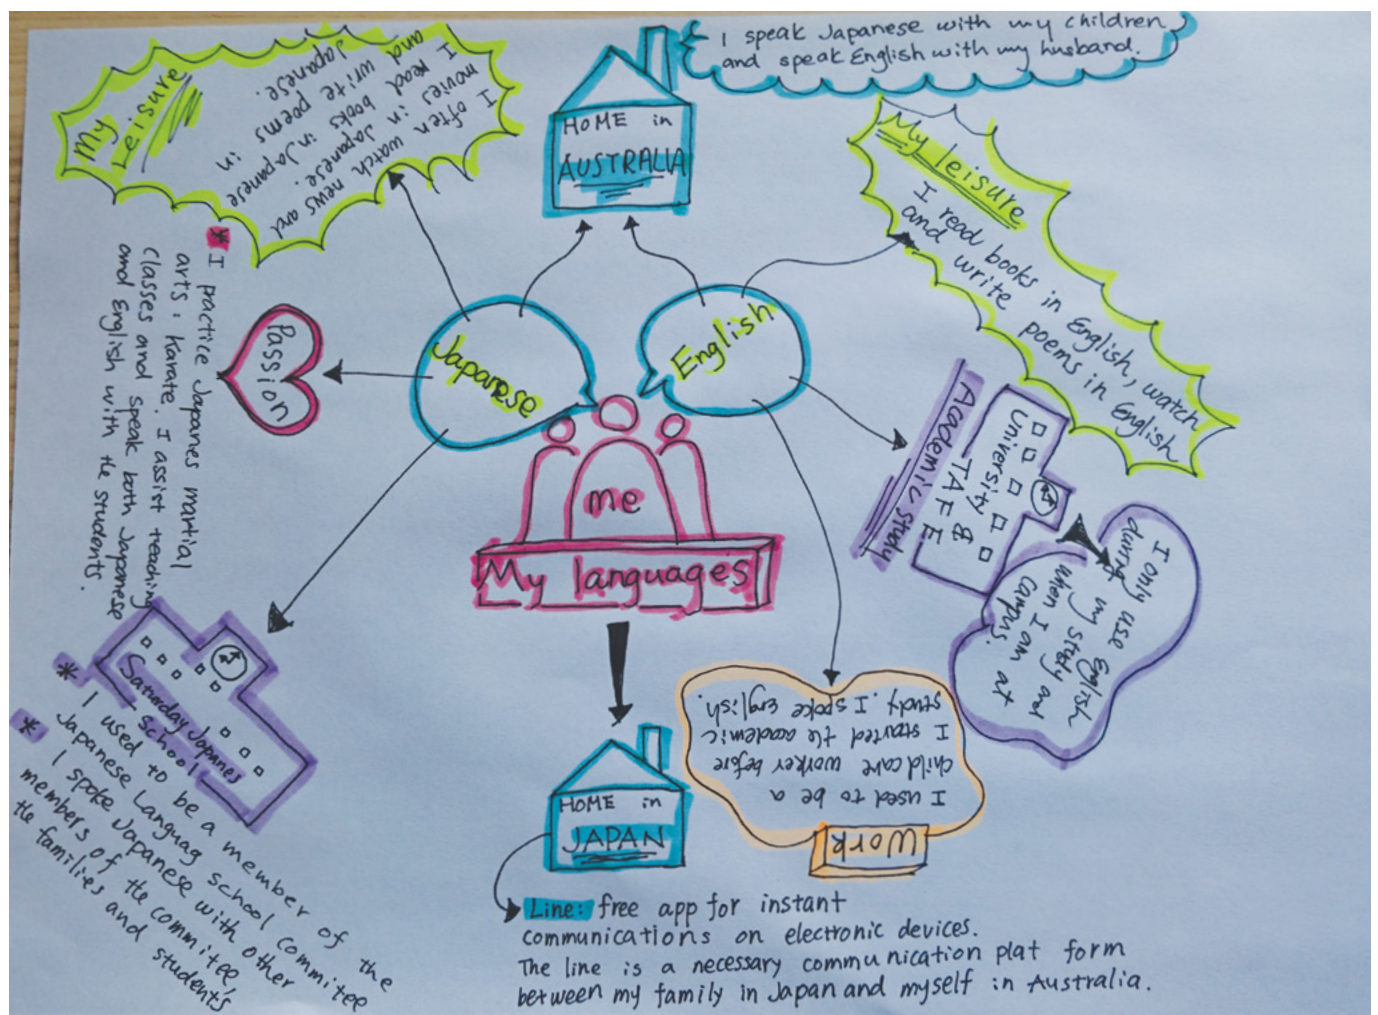 I speak Japanese with my children
and speak English with my husband.
HOME in
AUSTRALIA
My
Leisure
I often watch news and
movies in Japanese.
I read books in Japanese
and write poems in
Japanese.
My leisure
I read books in English, watch
and write poems in English
Japanese
English
Passion
* I practice Japanes martial
arts: Karate. I assist teaching
classes and speak both Japanese
and English with the students.
me
My languages
Academic study
University &
TAFE
I only use English
during my study and
when I am at
campus.
Saturday Japanes
School
* I used to be a member of the
Japanese Languag school commitee
* I spoke Japanese with other
members of the commitee,
the families and students
Work
I used to be a
child care worker before
I started the academic
study. I spoke English.
HOME in
JAPAN
Line: free app for instant
communications on electronic devices.
The line is a necessary communication plat form
between my family in Japan and myself in Australia.